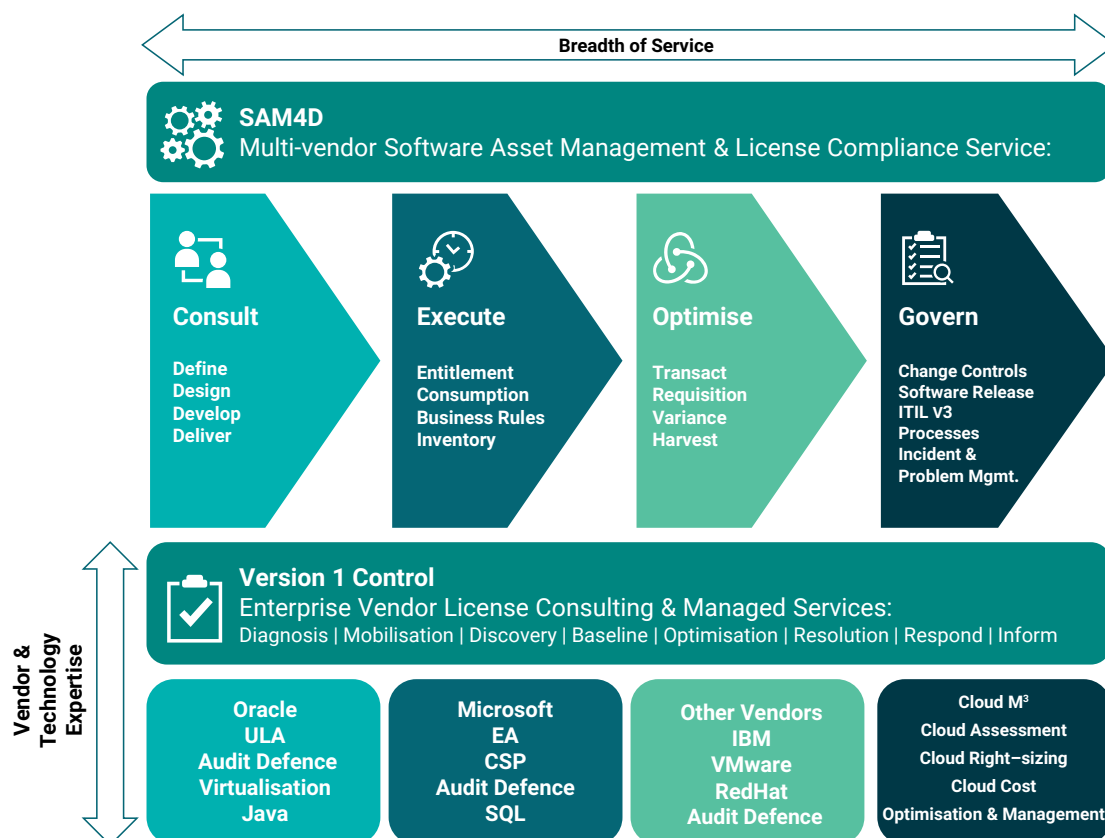 Breadth of Service
SAM4D
Multi-vendor Software Asset Management & License Compliance Service:
Consult
Define
Design
Develop
Deliver
Execute
Entitlement
Consumption
Business Rules
Inventory
Optimise
Transact
Requisition
Variance
Harvest
Govern
Change Controls
Software Release
ITIL v3
Processes
Incident &
Problem Mgmt.
Vendor &
Technology
Expertise
Version 1 Control
Enterprise Vendor License Consulting & Managed Services:
Diagnosis | Mobilisation | Discovery | Baseline | Optimisation | Resolution | Respond | Inform
Oracle
ULA
Audit Defence
Virtualisation
Java
Microsoft
EA
CSP
Audit Defence
SQL
Other Vendors
IBM
VMware
RedHat
Audit Defence
Cloud M³
Cloud Assessment
Cloud Right–sizing
Cloud Cost
Optimisation & Management